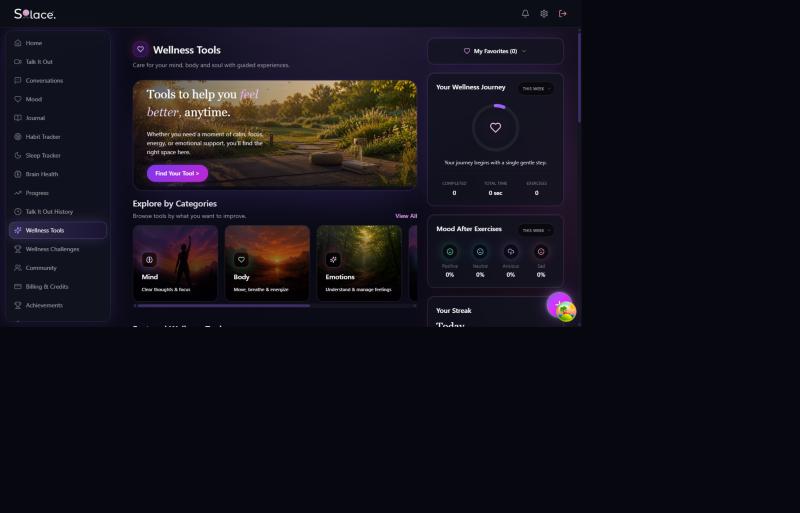 Solace.
Home
Talk It Out
Conversations
Mood
Journal
Habit Tracker
Sleep Tracker
Brain Health
Progress
Talk It Out History
Wellness Tools
Wellness Challenges
Community
Billing & Credits
Achievements
Wellness Tools
Care for your mind, body and soul with guided experiences.
Tools to help you feel
better, anytime.
Whether you need a moment of calm, focus,
energy, or emotional support, you'll find the
right space here.
Find Your Tool >
Explore by Categories
Browse tools by what you want to improve.
View All
Mind
Clear thoughts & focus
Body
Move, breathe & energize
Emotions
Understand & manage feelings
My Favorites (0)
Your Wellness Journey
THIS WEEK
Your journey begins with a single gentle step.
COMPLETED
TOTAL TIME
EXERCISES
0
0 sec
0
Mood After Exercises
THIS WEEK
Positive
Neutral
Anxious
Sad
0%
0%
0%
0%
Your Streak
Today